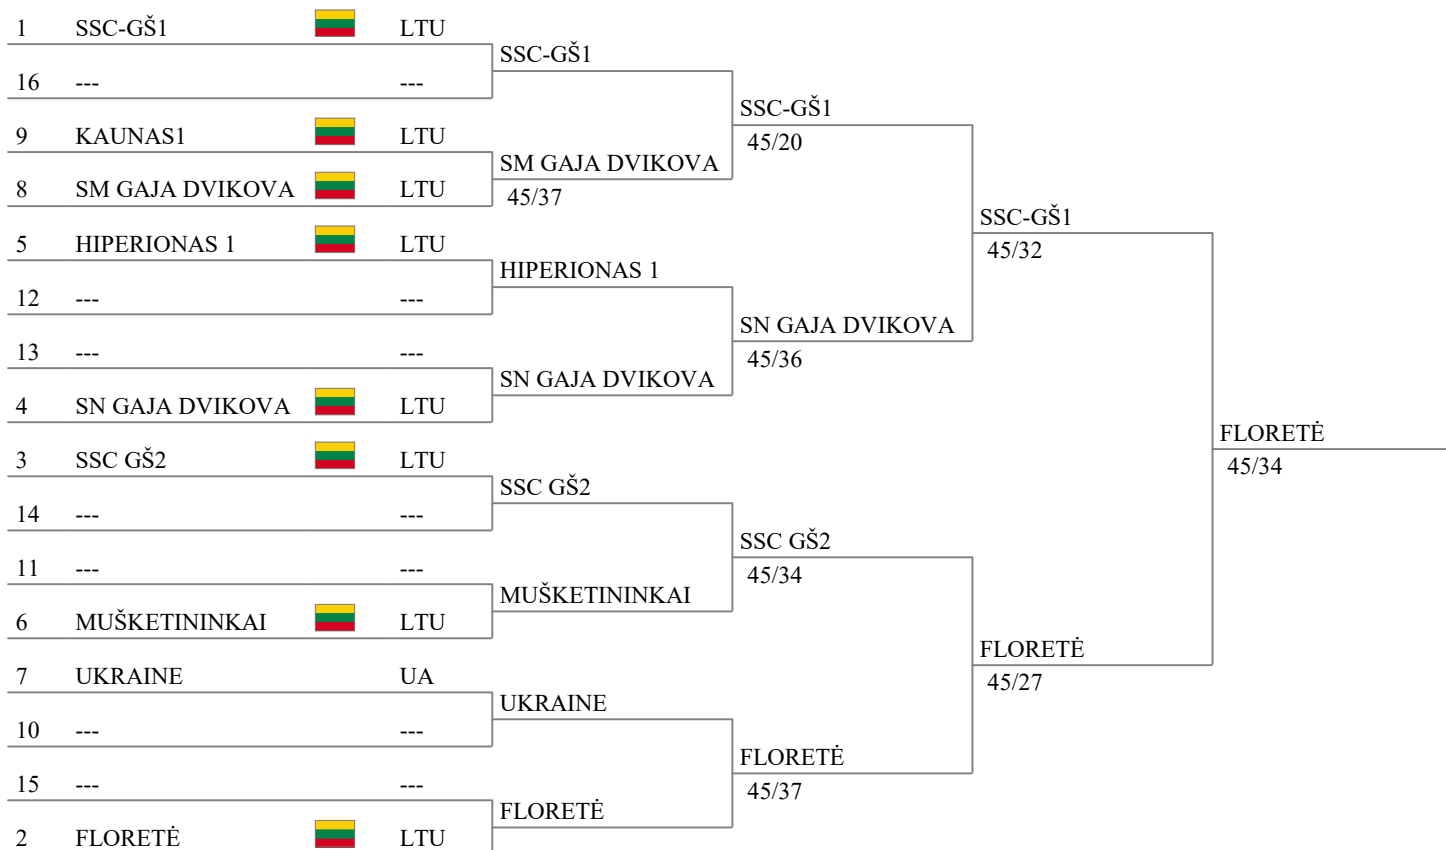 1 SSC-GŠ1 LTU
SSC-GŠ1
16 --- ---
SSC-GŠ1
45/20
9 KAUNAS1 LTU
SM GAJA DVIKOVA
45/37
8 SM GAJA DVIKOVA LTU
SSC-GŠ1
45/32
5 HIPERIONAS 1 LTU
HIPERIONAS 1
12 --- ---
SN GAJA DVIKOVA
45/36
13 --- ---
SN GAJA DVIKOVA
4 SN GAJA DVIKOVA LTU
FLORETĖ
45/34
3 SSC GŠ2 LTU
SSC GŠ2
14 --- ---
SSC GŠ2
45/34
11 --- ---
MUŠKETININKAI
6 MUŠKETININKAI LTU
FLORETĖ
45/27
7 UKRAINE UA
UKRAINE
10 --- ---
FLORETĖ
45/37
15 --- ---
FLORETĖ
2 FLORETĖ LTU